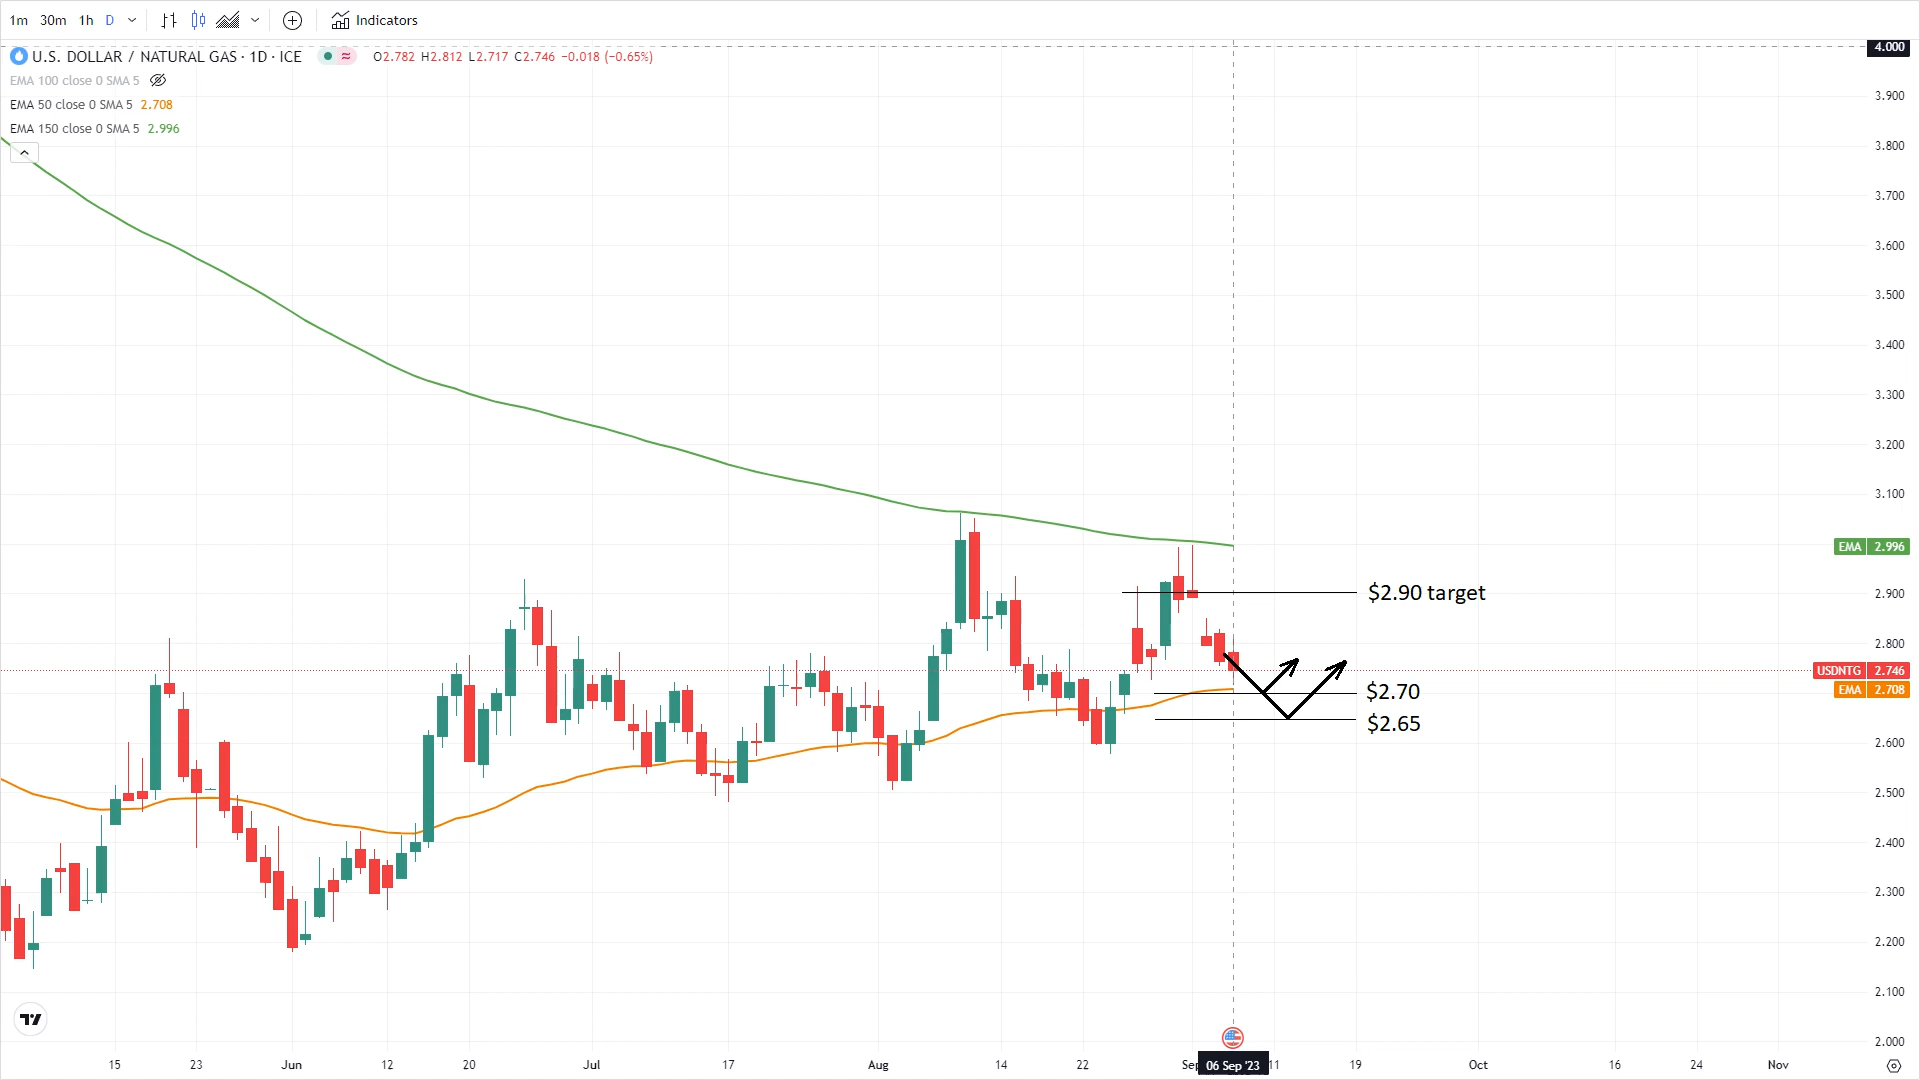 1m 30m 1h D Indicators
4.000
U.S. DOLLAR / NATURAL GAS · 1D · ICE O2.782 H2.812 L2.717 C2.746 −0.018 (−0.65%)
EMA 100 close 0 SMA 5
3.900
EMA 50 close 0 SMA 5 2.708
EMA 150 close 0 SMA 5 2.996
3.800
3.700
3.600
3.500
3.400
3.300
3.200
3.100
EMA 2.996
$2.90 target
2.900
2.800
USDNTG 2.746
EMA 2.708
$2.70
$2.65
2.600
2.500
2.400
2.300
2.200
2.100
2.000
15 23 Jun 12 20 Jul 17 Aug 14 22 Sep 06 Sep '23 11 19 Oct 16 24 Nov